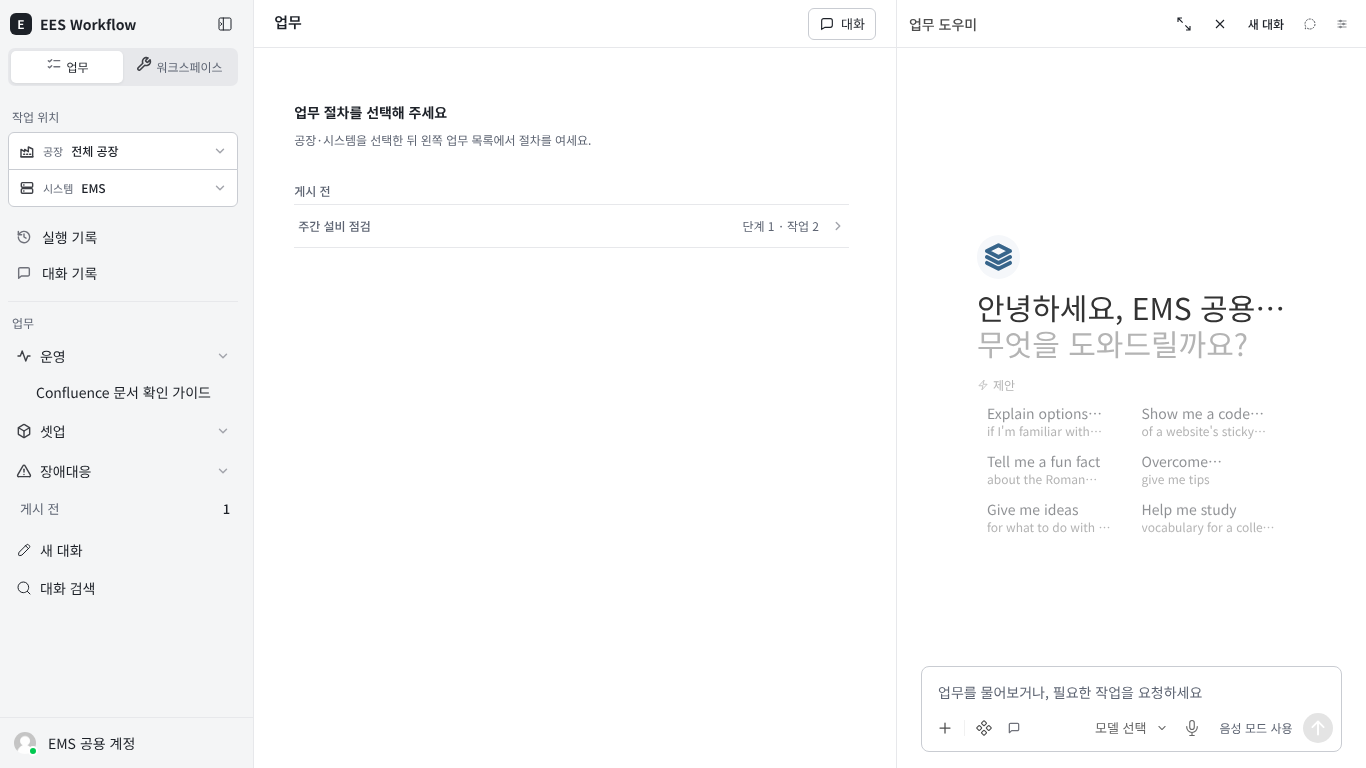 E EES Workflow
업무
워크스페이스
작업 위치
공장 전체 공장
시스템 EMS
실행 기록
대화 기록
업무
운영
Confluence 문서 확인 가이드
셋업
장애대응
게시 전 1
새 대화
대화 검색
EMS 공용 계정
업무
대화
업무 절차를 선택해 주세요
공장·시스템을 선택한 뒤 왼쪽 업무 목록에서 절차를 여세요.
게시 전
주간 설비 점검 단계 1 · 작업 2
업무 도우미
새 대화
안녕하세요, EMS 공용…
무엇을 도와드릴까요?
제안
Explain options…
if I'm familiar with…
Show me a code…
of a website's sticky…
Tell me a fun fact
about the Roman…
Overcome…
give me tips
Give me ideas
for what to do with …
Help me study
vocabulary for a colle…
업무를 물어보거나, 필요한 작업을 요청하세요
모델 선택
음성 모드 사용